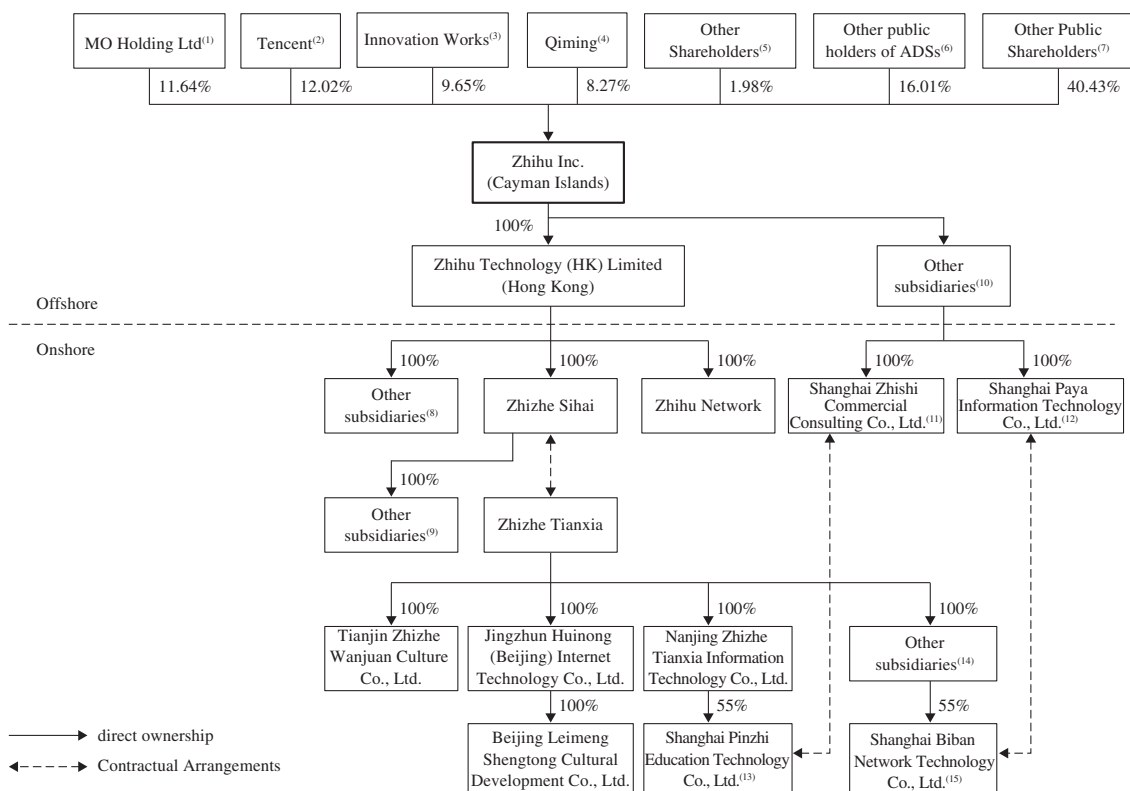 MO Holding Ltd(1)
Tencent(2)
Innovation Works(3)
Qiming(4)
Other
Shareholders(5)
Other public
holders of ADSs(6)
Other Public
Shareholders(7)
11.64%
12.02%
9.65%
8.27%
1.98%
16.01%
40.43%
Zhihu Inc.
(Cayman Islands)
100%
Zhihu Technology (HK) Limited
(Hong Kong)
Other
subsidiaries(10)
Offshore
Onshore
100%
100%
100%
100%
100%
Other
subsidiaries(8)
Zhizhe Sihai
Zhihu Network
Shanghai Zhishi
Commercial
Consulting Co., Ltd.(11)
Shanghai Paya
Information Technology
Co., Ltd.(12)
100%
Other
subsidiaries(9)
Zhizhe Tianxia
100%
100%
100%
100%
Tianjin Zhizhe
Wanjuan Culture
Co., Ltd.
Jingzhun Huinong
(Beijing) Internet
Technology Co., Ltd.
Nanjing Zhizhe
Tianxia Information
Technology Co., Ltd.
Other
subsidiaries(14)
100%
55%
55%
Beijing Leimeng
Shengtong Cultural
Development Co., Ltd.
Shanghai Pinzhi
Education Technology
Co., Ltd.(13)
Shanghai Biban
Network Technology
Co., Ltd.(15)
direct ownership
Contractual Arrangements